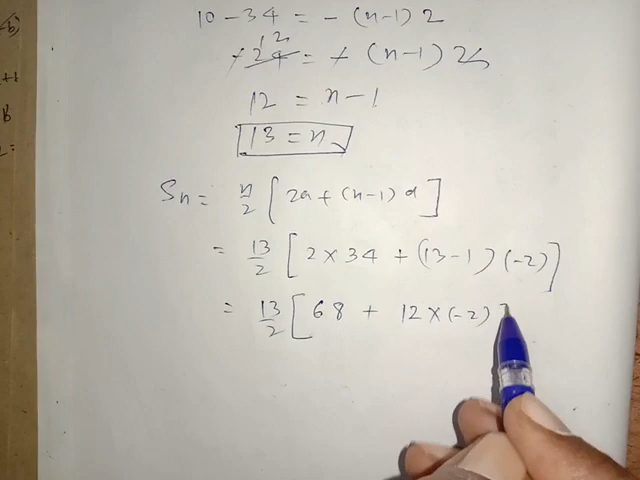 10 - 34 = - (n-1) 2
+ 24 = + (n-1) 2
12
12 = n - 1
13 = n
Sn = n/2 [ 2a + (n-1) d ]
= 13/2 [ 2 × 34 + (13-1) (-2) ]
= 13/2 [ 68 + 12 × (-2) ]